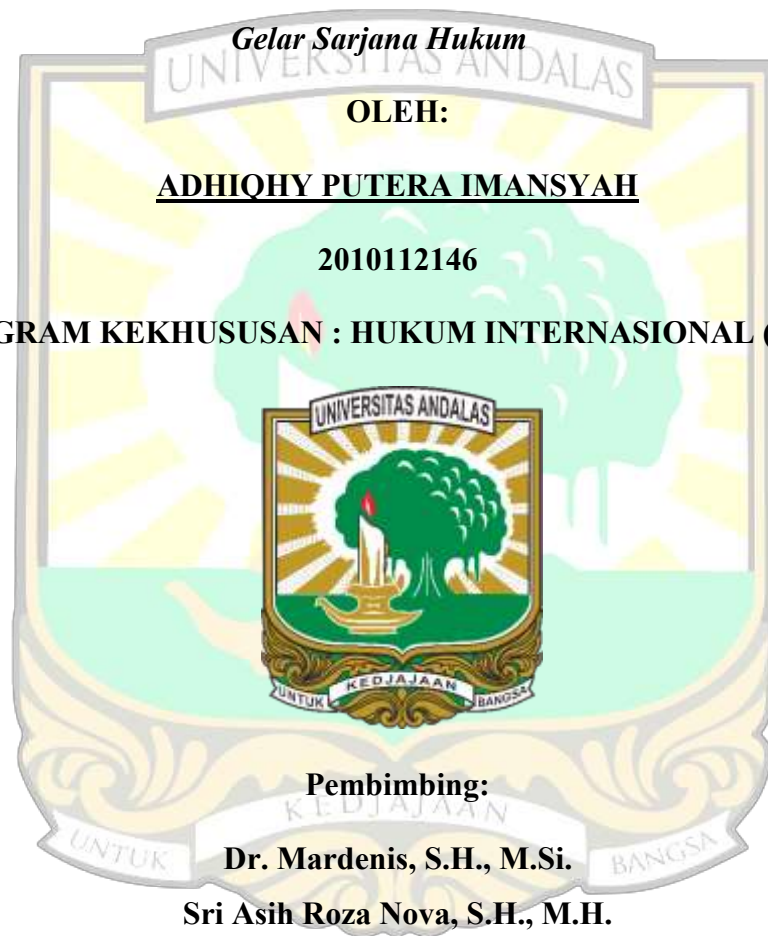 Gelar Sarjana Hukum
UNIVERSITAS ANDALAS
OLEH:
ADHIQHY PUTERA IMANSYAH
2010112146
GRAM KEKHUSUSAN : HUKUM INTERNASIONAL (
UNIVERSITAS ANDALAS
UNTUK KEDJAJAAN BANGSA
Pembimbing:
KEDJAJAAN
UNTUK BANGSA
Dr. Mardenis, S.H., M.Si.
Sri Asih Roza Nova, S.H., M.H.